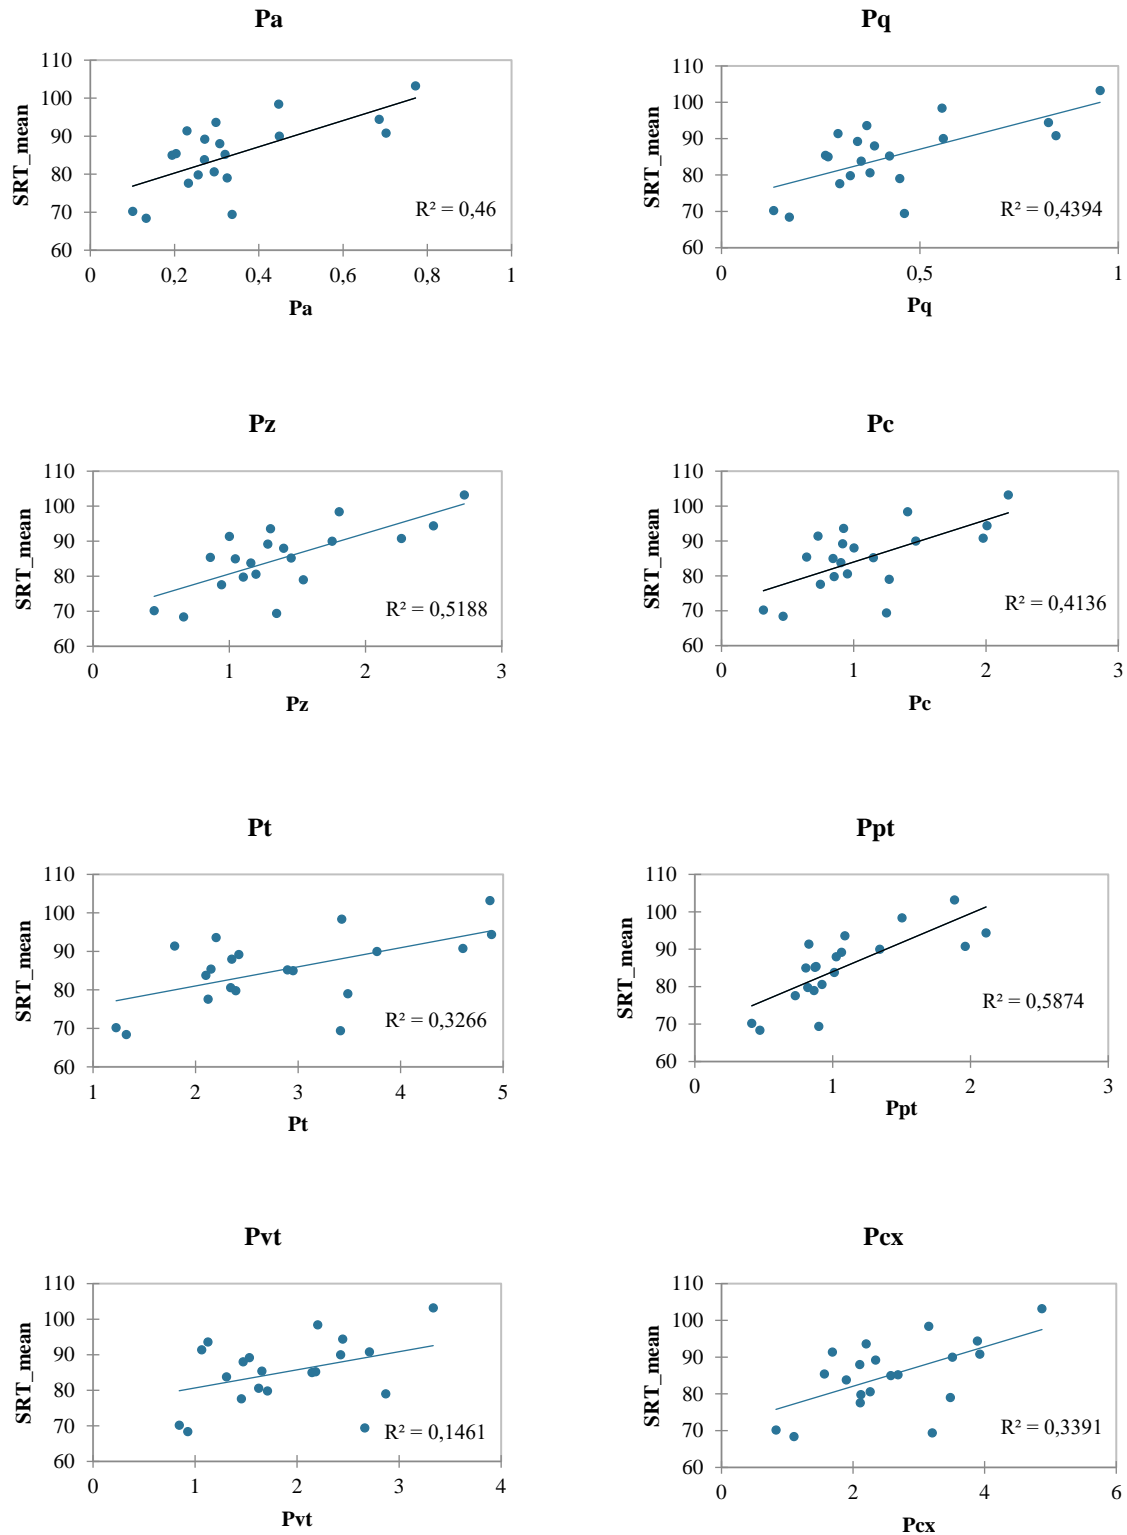 Pa
110
100
90
80
70
60
SRT_mean
R² = 0,46
0 0,2 0,4 0,6 0,8 1
Pa
Pq
110
100
90
80
70
60
SRT_mean
R² = 0,4394
0 0,5 1
Pq
Pz
110
100
90
80
70
60
SRT_mean
R² = 0,5188
0 1 2 3
Pz
Pc
110
100
90
80
70
60
SRT_mean
R² = 0,4136
0 1 2 3
Pc
Pt
110
100
90
80
70
60
SRT_mean
R² = 0,3266
1 2 3 4 5
Pt
Ppt
110
100
90
80
70
60
SRT_mean
R² = 0,5874
0 1 2 3
Ppt
Pvt
110
100
90
80
70
60
SRT_mean
R² = 0,1461
0 1 2 3 4
Pvt
Pcx
110
100
90
80
70
60
SRT_mean
R² = 0,3391
0 2 4 6
Pcx